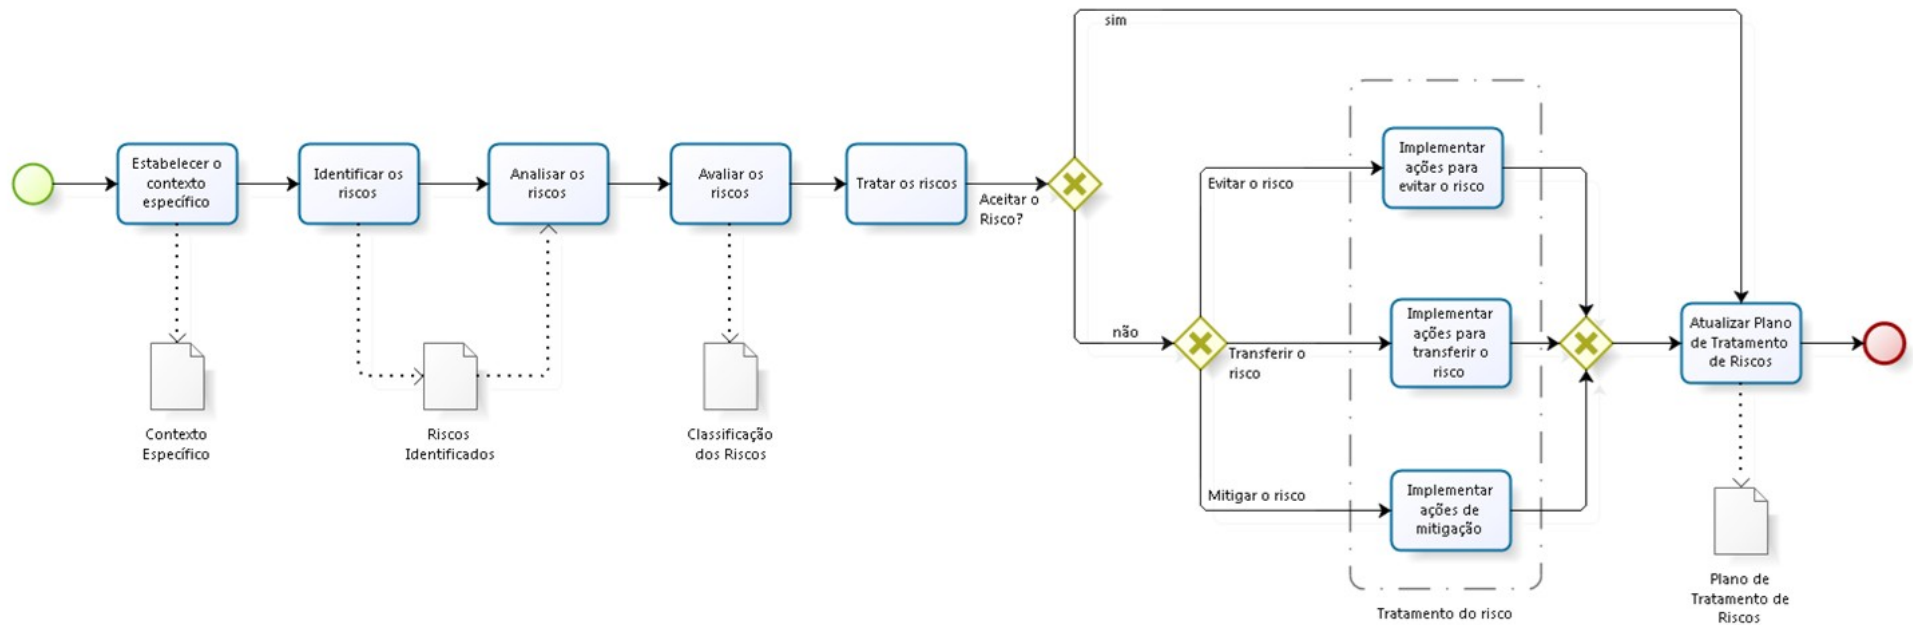 Estabelecer o
contexto
específico
Identificar os
riscos
Analisar os
riscos
Avaliar os
riscos
Tratar os riscos
Aceitar o
Risco?
sim
não
Evitar o risco
Transferir o
risco
Mitigar o risco
Implementar
ações para
evitar o risco
Implementar
ações para
transferir o
risco
Implementar
ações de
mitigação
Tratamento do risco
Atualizar Plano
de Tratamento
de Riscos
Contexto
Específico
Riscos
Identificados
Classificação
dos Riscos
Plano de
Tratamento de
Riscos